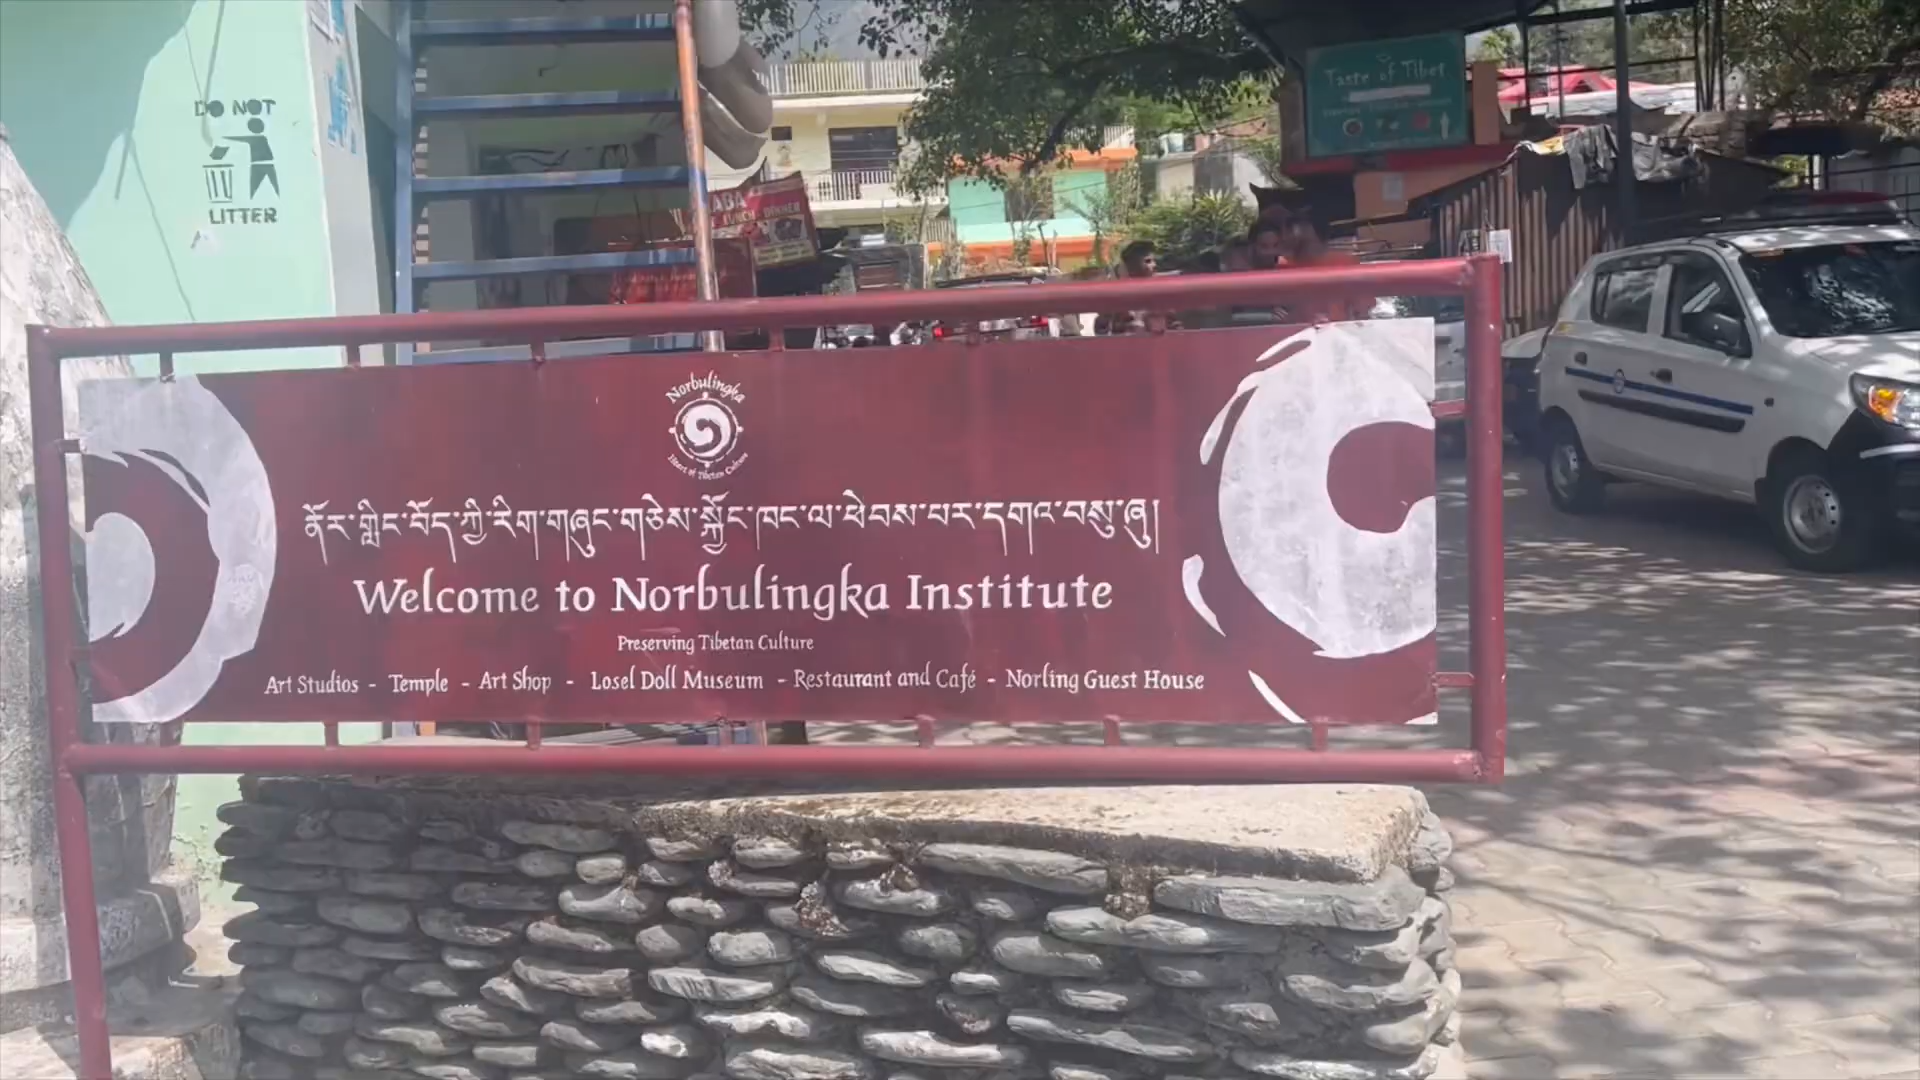 DO NOT
LITTER
Taste of Tibet
ABA
LUNCH - DINNER
Norbulingka
Heart of Tibetan Culture
ནོར་གླིང་བོད་ཀྱི་རིག་གཞུང་གཅེས་སྐྱོང་ཁང་ལ་ཕེབས་པར་དགའ་བསུ་ཞུ།
Welcome to Norbulingka Institute
Preserving Tibetan Culture
Art Studios - Temple - Art Shop - Losel Doll Museum - Restaurant and Café - Norling Guest House